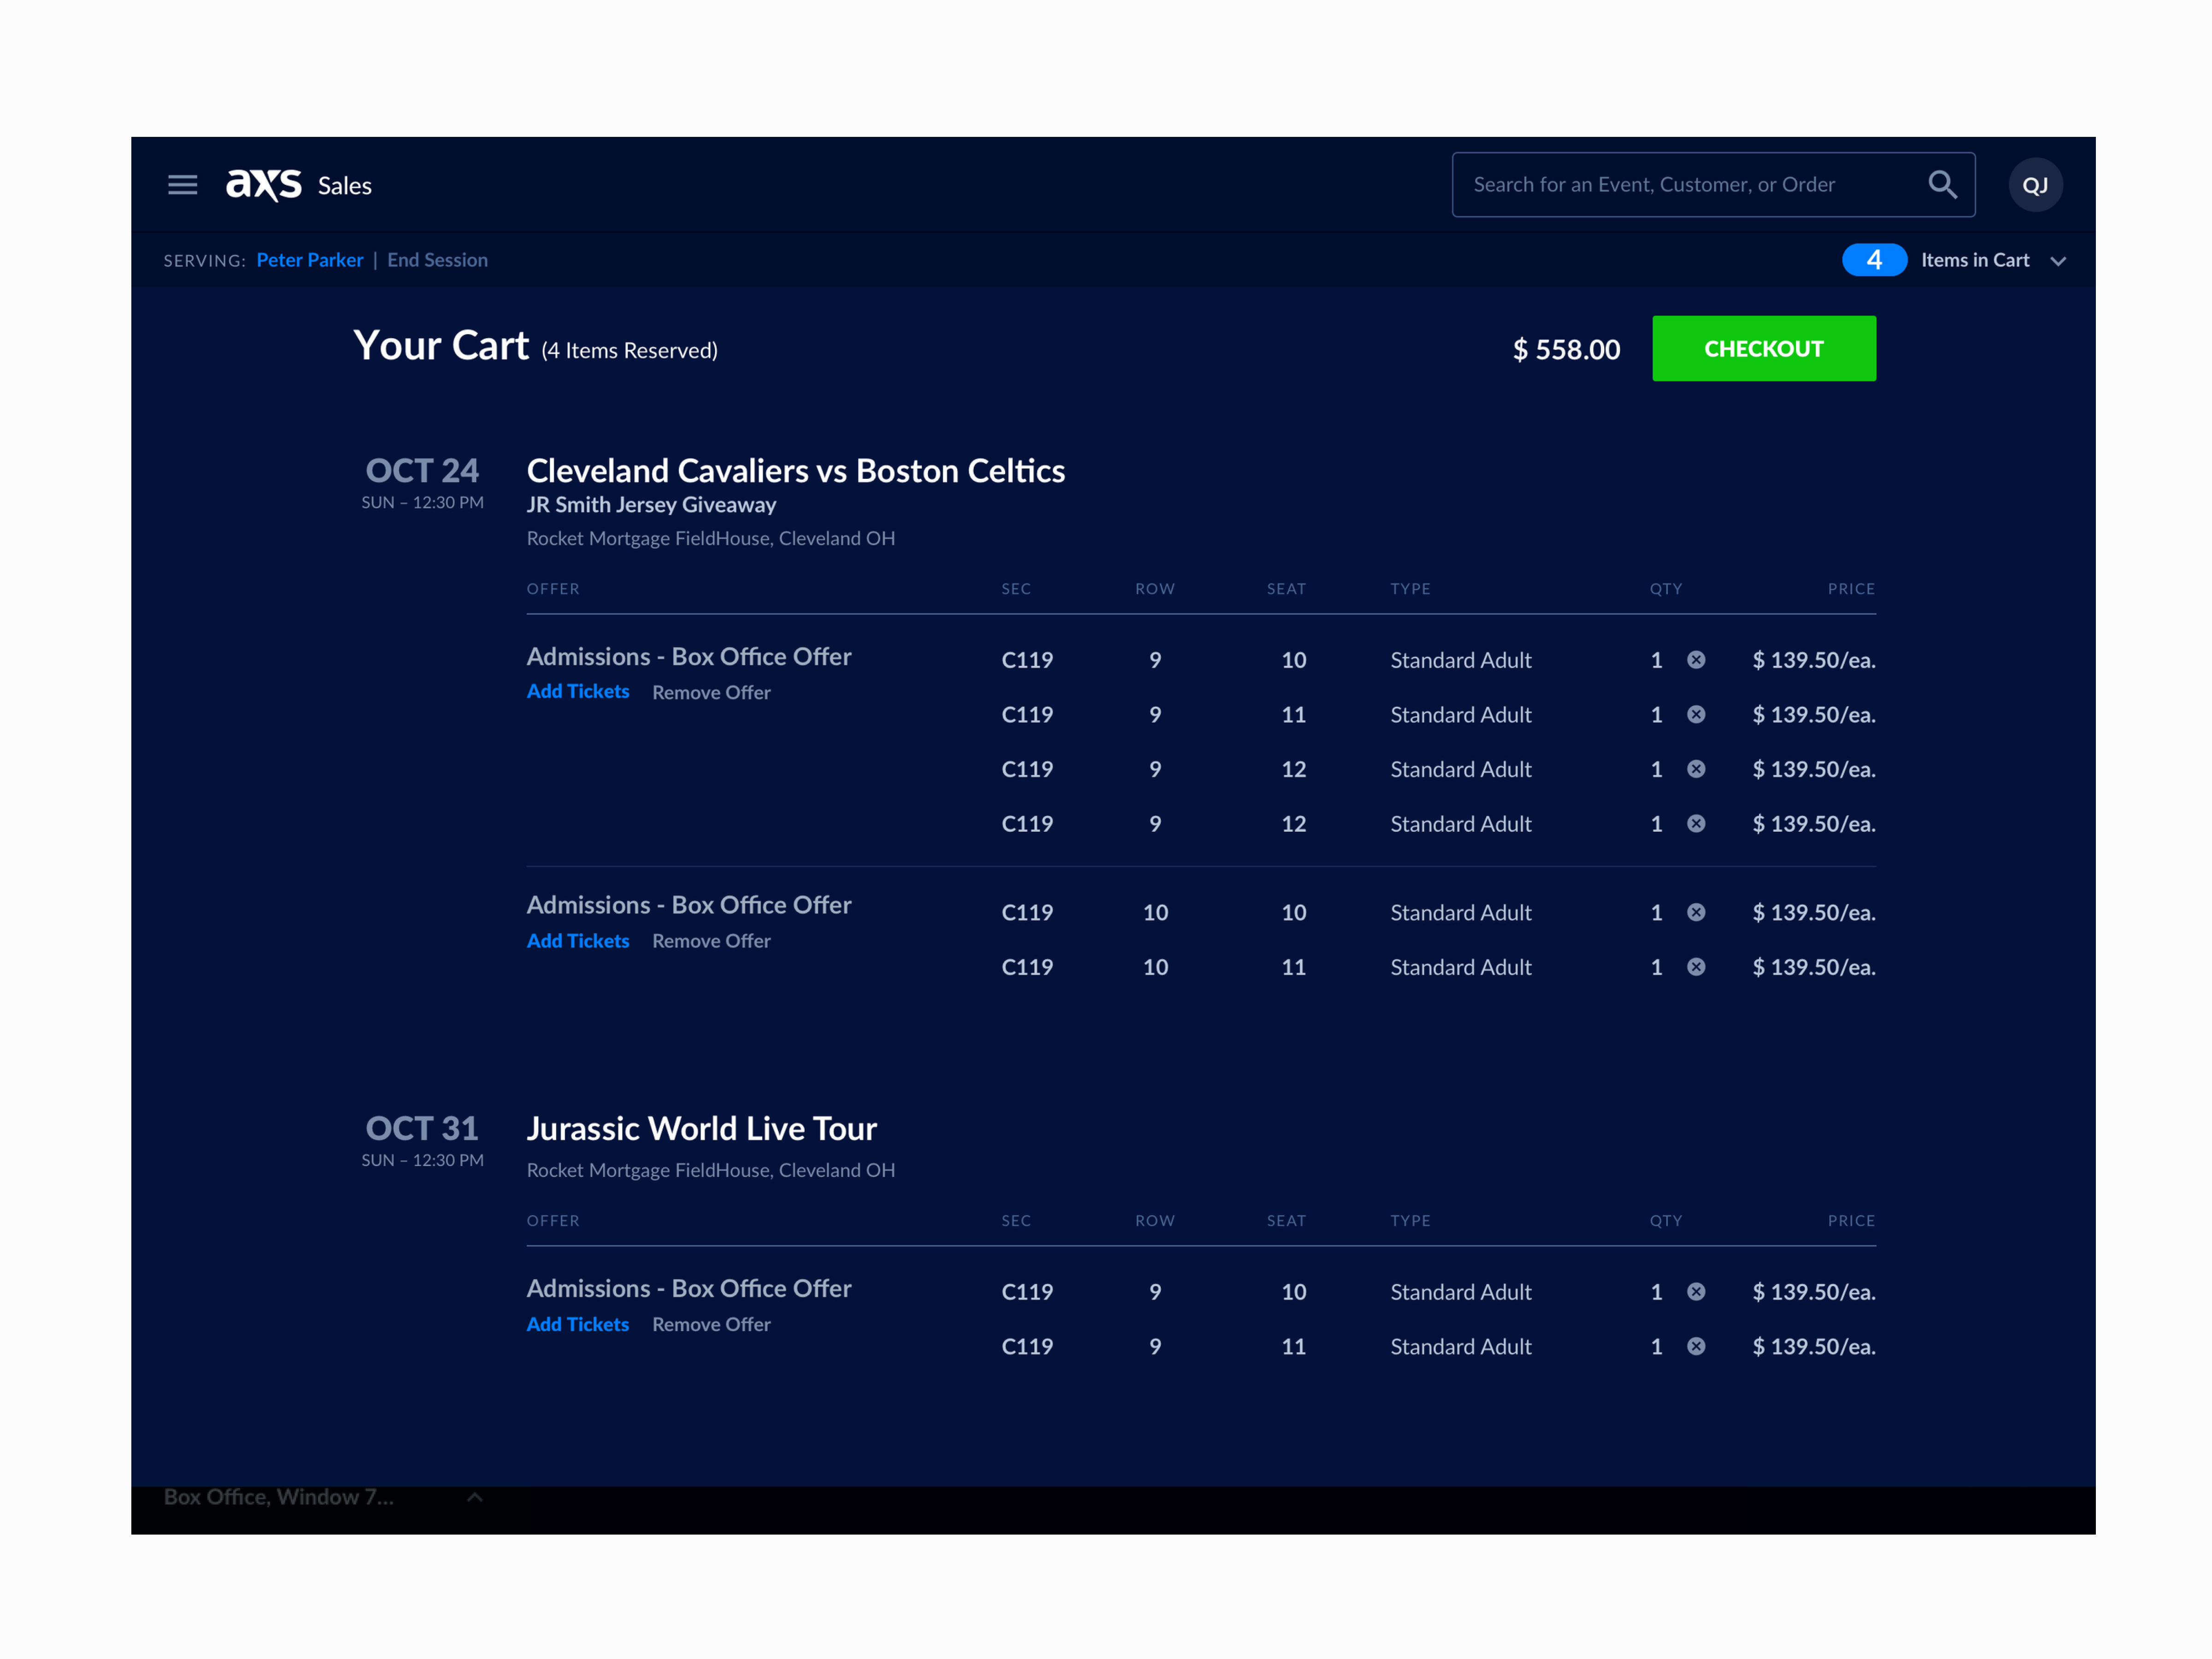 axs Sales
Search for an Event, Customer, or Order
QJ
SERVING: Peter Parker | End Session
4 Items in Cart
Your Cart (4 Items Reserved)
$ 558.00
CHECKOUT
OCT 24
SUN – 12:30 PM
Cleveland Cavaliers vs Boston Celtics
JR Smith Jersey Giveaway
Rocket Mortgage FieldHouse, Cleveland OH
OFFER SEC ROW SEAT TYPE QTY PRICE
Admissions - Box Office Offer C119 9 10 Standard Adult 1 $ 139.50/ea.
Add Tickets Remove Offer
C119 9 11 Standard Adult 1 $ 139.50/ea.
C119 9 12 Standard Adult 1 $ 139.50/ea.
C119 9 12 Standard Adult 1 $ 139.50/ea.
Admissions - Box Office Offer C119 10 10 Standard Adult 1 $ 139.50/ea.
Add Tickets Remove Offer
C119 10 11 Standard Adult 1 $ 139.50/ea.
OCT 31
SUN – 12:30 PM
Jurassic World Live Tour
Rocket Mortgage FieldHouse, Cleveland OH
OFFER SEC ROW SEAT TYPE QTY PRICE
Admissions - Box Office Offer C119 9 10 Standard Adult 1 $ 139.50/ea.
Add Tickets Remove Offer
C119 9 11 Standard Adult 1 $ 139.50/ea.
Box Office, Window 7...